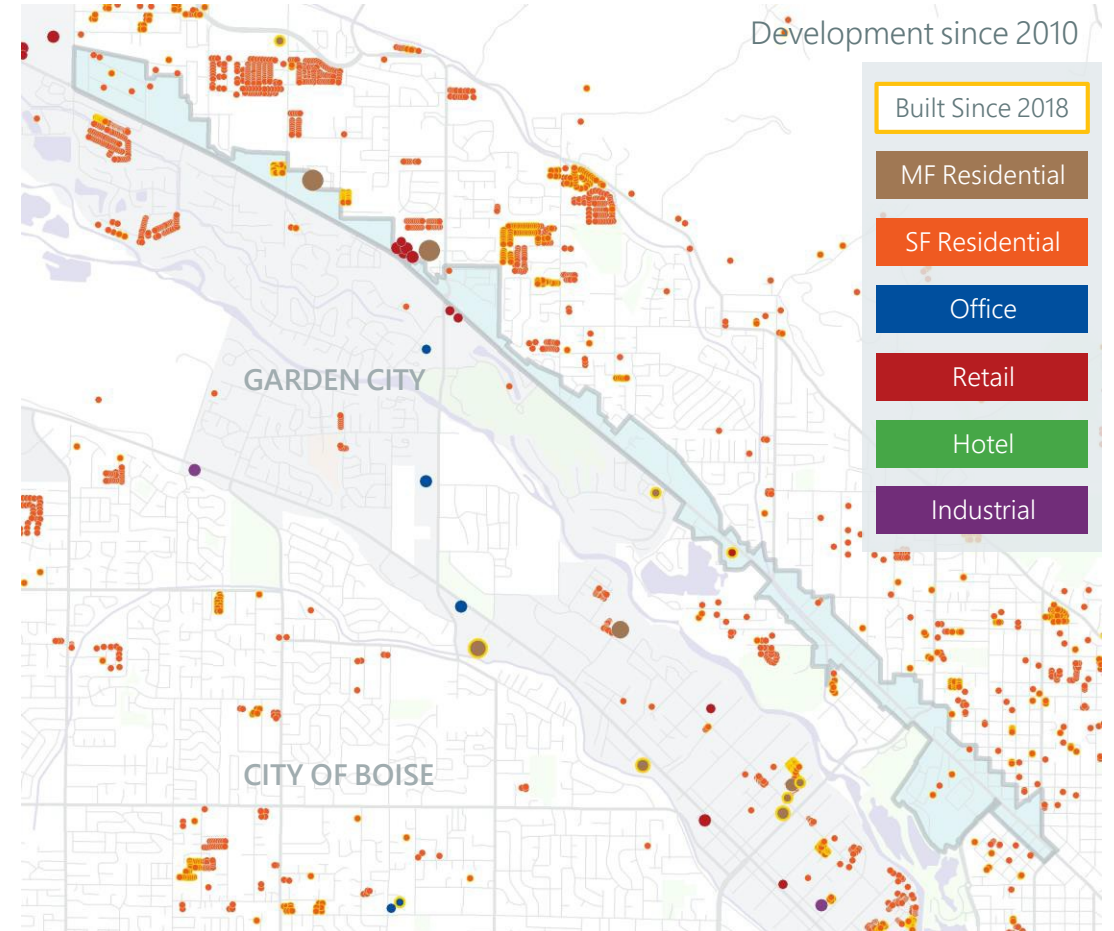 Development since 2010
Built Since 2018
MF Residential
SF Residential
Office
Retail
Hotel
Industrial
GARDEN CITY
CITY OF BOISE